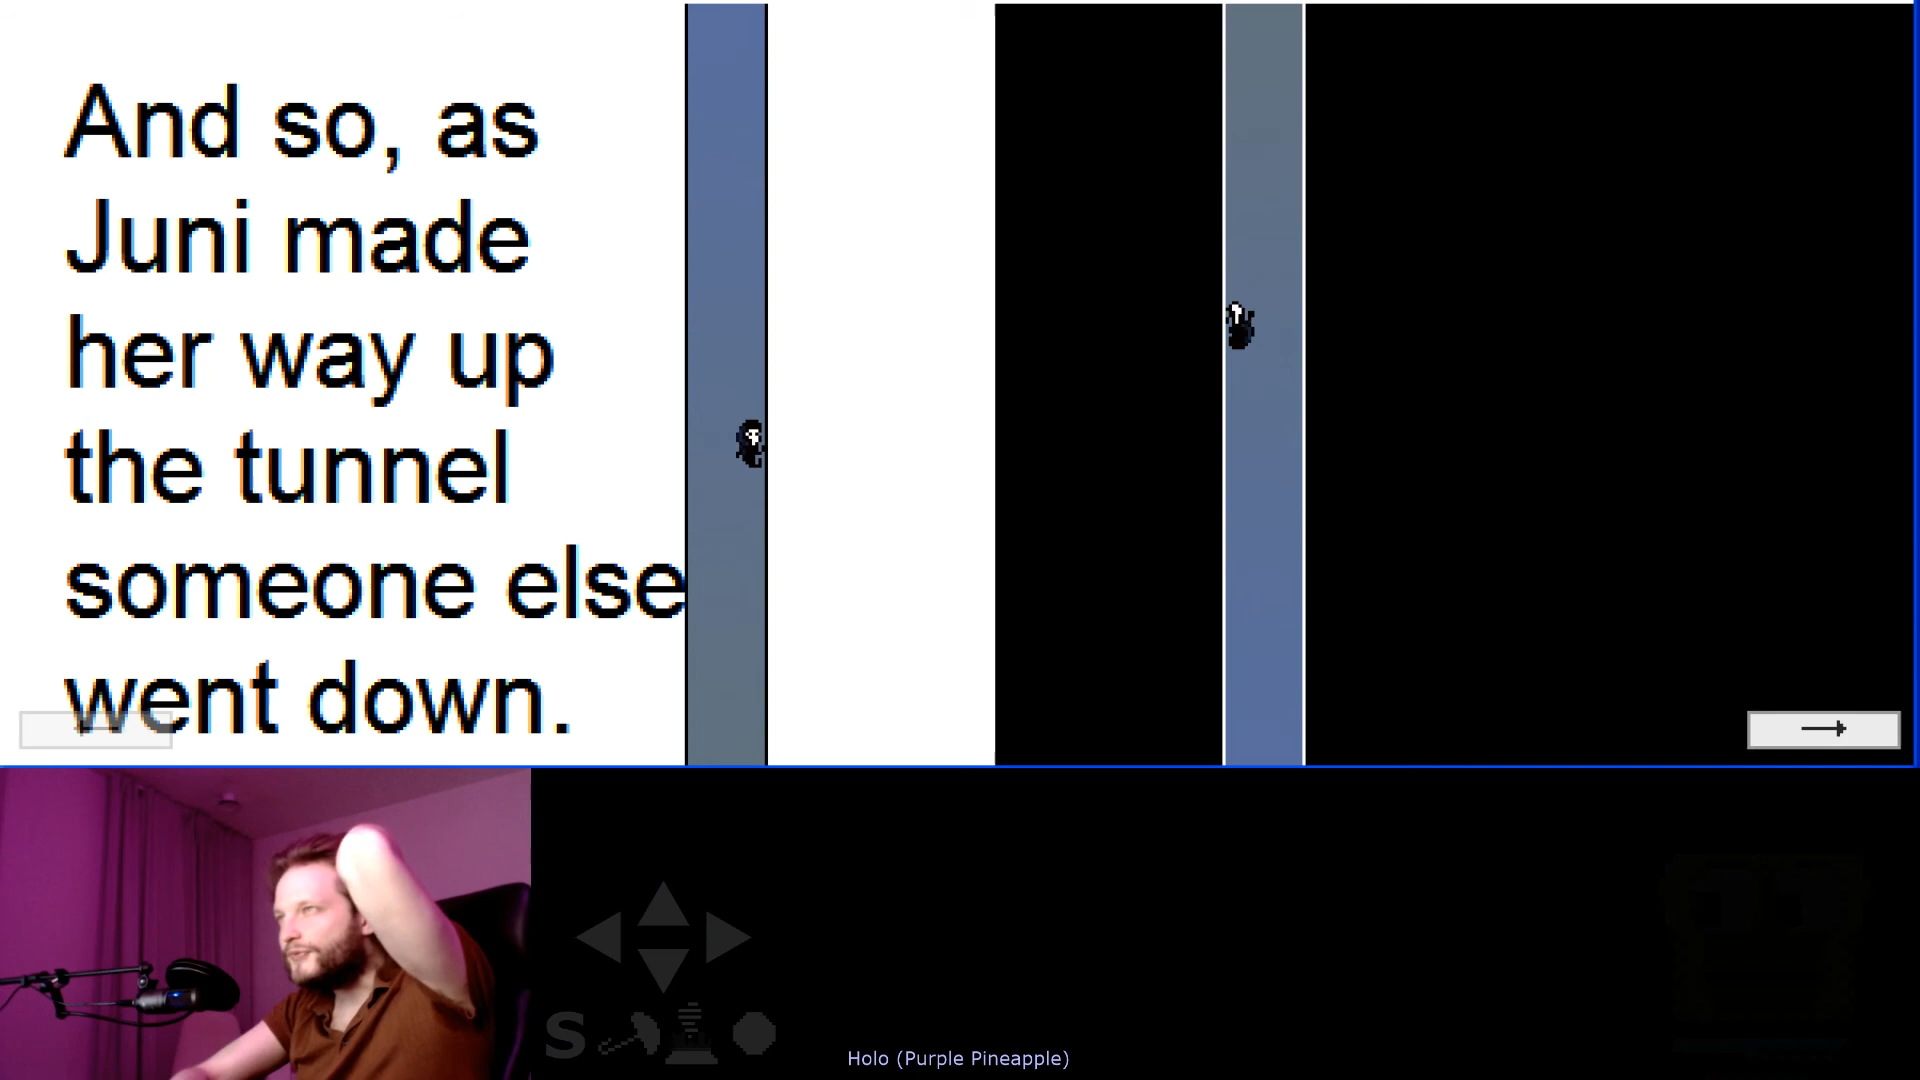 And so, as
Juni made
her way up
the tunnel
someone else
went down.
S
Holo (Purple Pineapple)